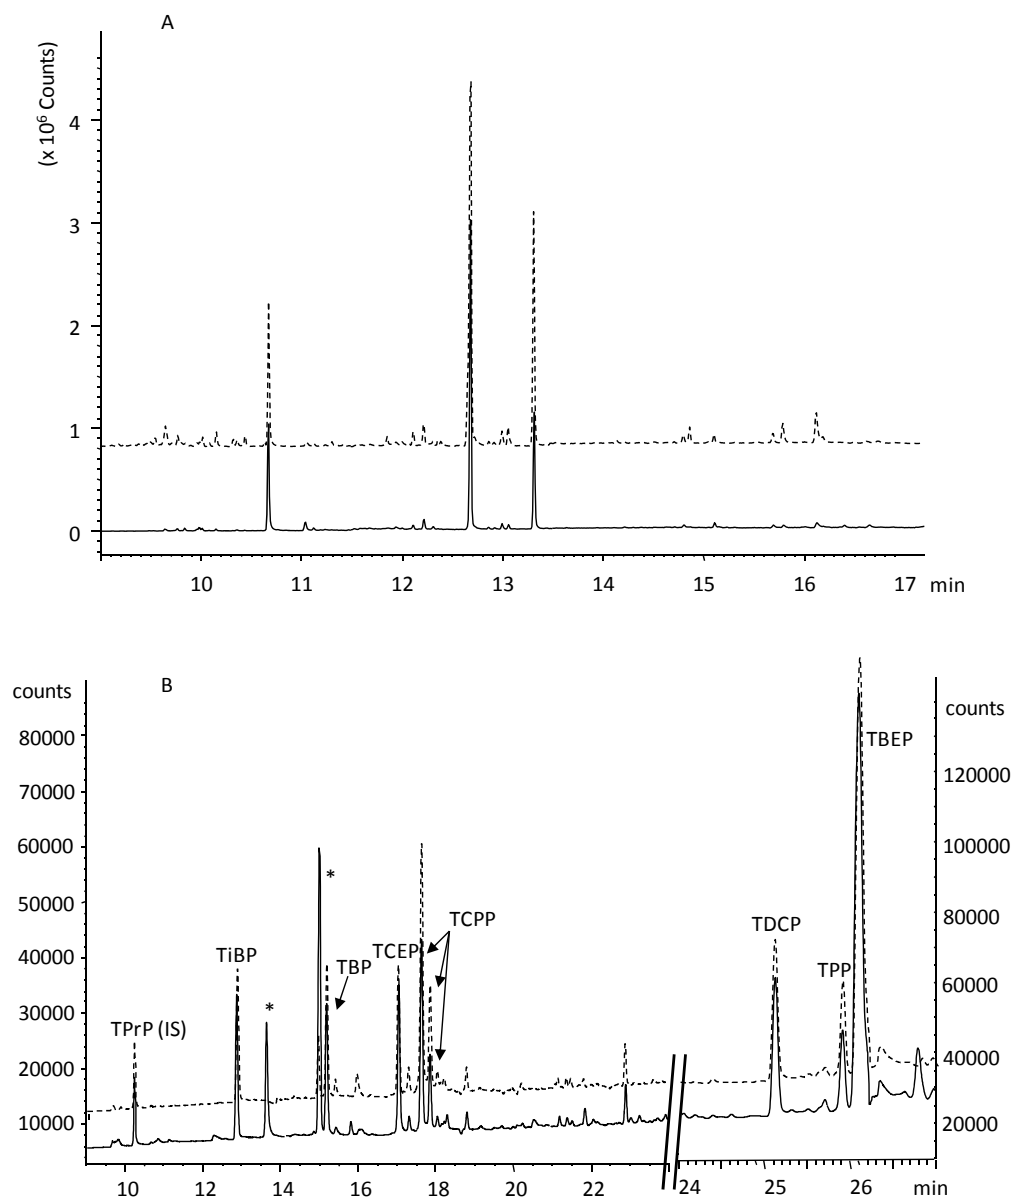 A
(x 10⁶ Counts)
4
3
2
1
0
10 11 12 13 14 15 16 17 min
B
counts
counts
80000
70000
60000
50000
40000
30000
20000
10000
TBEP
120000
100000
80000
60000
40000
20000
*
TCPP
TDCP
TiBP
TBP
TCEP
TPP
*
TPrP (IS)
10 12 14 16 18 20 22 24 25 26 min